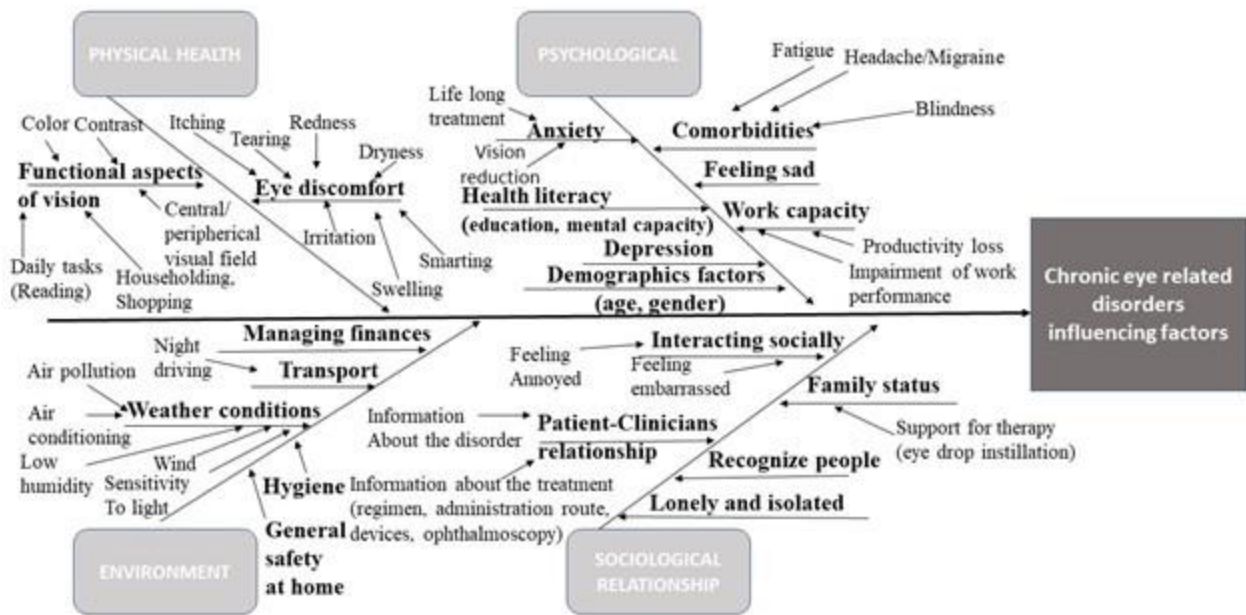 PHYSICAL HEALTH
PSYCHOLOGICAL
Fatigue
Headache/Migraine
Blindness
Life long
treatment
Anxiety
Comorbidities
Color
Contrast
Itching
Redness
Tearing
Dryness
Vision
reduction
Feeling sad
Functional aspects
of vision
Eye discomfort
Health literacy
(education, mental capacity)
Work capacity
Central/
peripherical
visual field
Irritation
Smarting
Swelling
Depression
Demographics factors
(age, gender)
Productivity loss
Impairment of work
performance
Daily tasks
(Reading)
Householding,
Shopping
Chronic eye related
disorders
influencing factors
Managing finances
Night
driving
Transport
Air pollution
Weather conditions
Air
conditioning
Low
humidity
Wind
Sensitivity
To light
Hygiene
General
safety
at home
Interacting socially
Feeling
Annoyed
Feeling
embarrassed
Family status
Support for therapy
(eye drop instillation)
Information
About the disorder
Patient-Clinicians
relationship
Information about the treatment
(regimen, administration route,
devices, ophthalmoscopy)
Recognize people
Lonely and isolated
ENVIRONMENT
SOCIOLOGICAL
RELATIONSHIP